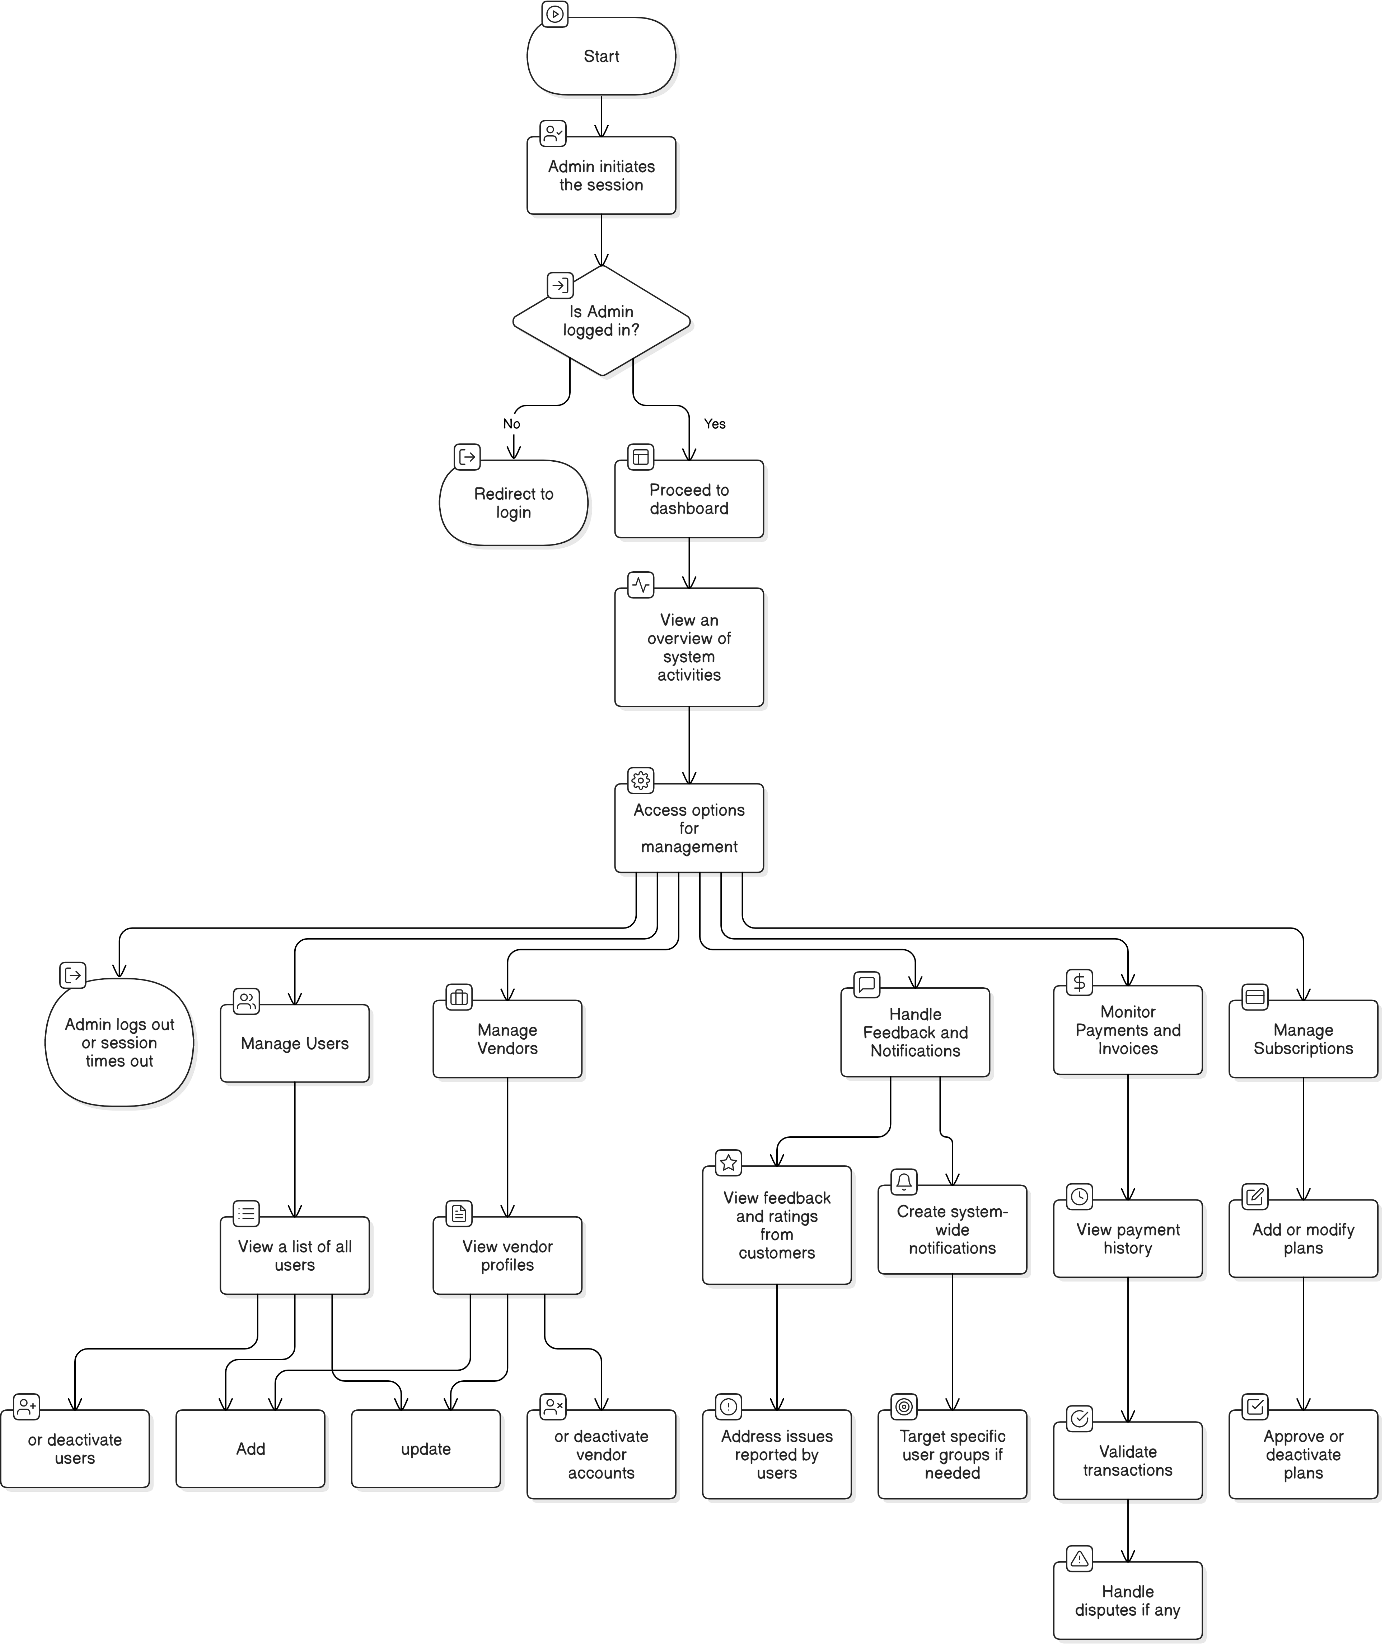 Start
Admin initiates
the session
Is Admin
logged in?
No
Yes
Redirect to
login
Proceed to
dashboard
View an
overview of
system
activities
Access options
for
management
Admin logs out
or session
times out
Manage Users
Manage
Vendors
Handle
Feedback and
Notifications
Monitor
Payments and
Invoices
Manage
Subscriptions
View a list of all
users
View vendor
profiles
View feedback
and ratings
from
customers
Create system-
wide
notifications
View payment
history
Add or modify
plans
or deactivate
users
Add
update
or deactivate
vendor
accounts
Address issues
reported by
users
Target specific
user groups if
needed
Validate
transactions
Approve or
deactivate
plans
Handle
disputes if any